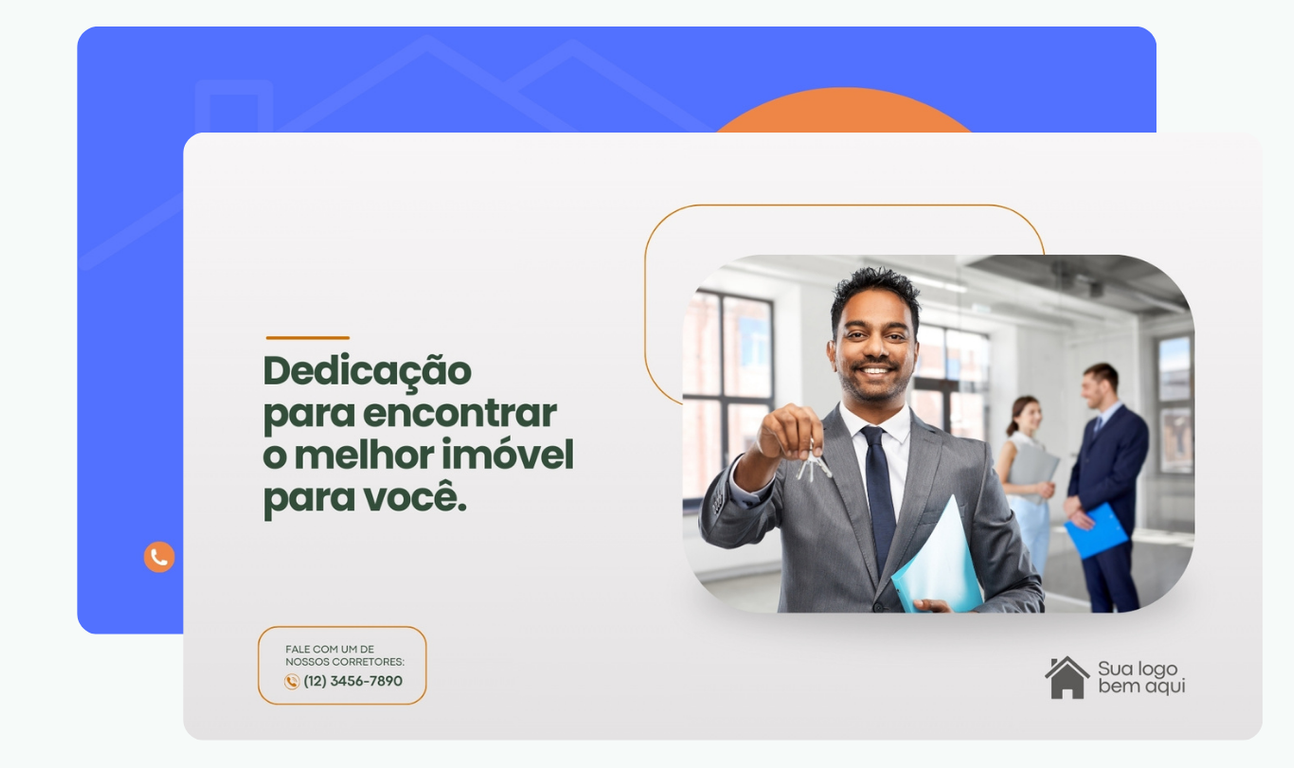 Dedicação
para encontrar
o melhor imóvel
para você.
FALE COM UM DE
NOSSOS CORRETORES:
(12) 3456-7890
Sua logo
bem aqui